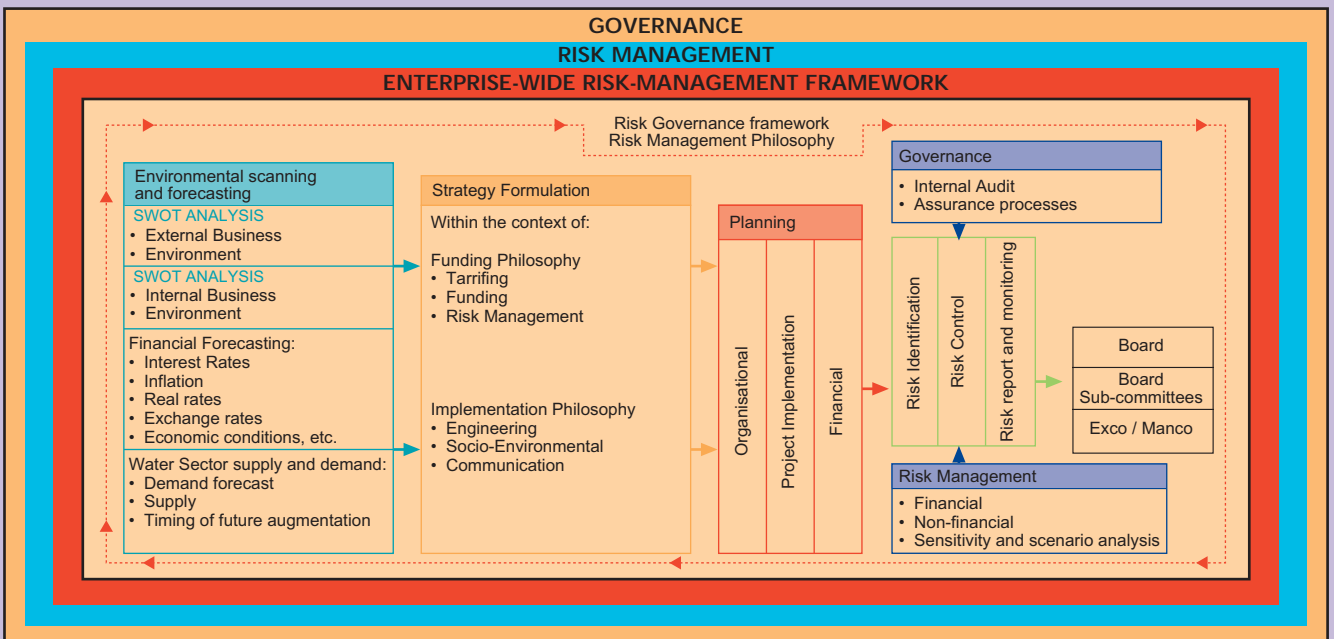 GOVERNANCE
RISK MANAGEMENT
ENTERPRISE-WIDE RISK-MANAGEMENT FRAMEWORK
Risk Governance framework
Risk Management Philosophy
Environmental scanning
and forecasting
SWOT ANALYSIS
• External Business
• Environment
SWOT ANALYSIS
• Internal Business
• Environment
Financial Forecasting:
• Interest Rates
• Inflation
• Real rates
• Exchange rates
• Economic conditions, etc.
Water Sector supply and demand:
• Demand forecast
• Supply
• Timing of future augmentation
Strategy Formulation
Within the context of:
Funding Philosophy
• Tarrifing
• Funding
• Risk Management
Implementation Philosophy
• Engineering
• Socio-Environmental
• Communication
Planning
Organisational
Project Implementation
Financial
Governance
• Internal Audit
• Assurance processes
Risk Identification
Risk Control
Risk report and monitoring
Risk Management
• Financial
• Non-financial
• Sensitivity and scenario analysis
Board
Board
Sub-committees
Exco / Manco